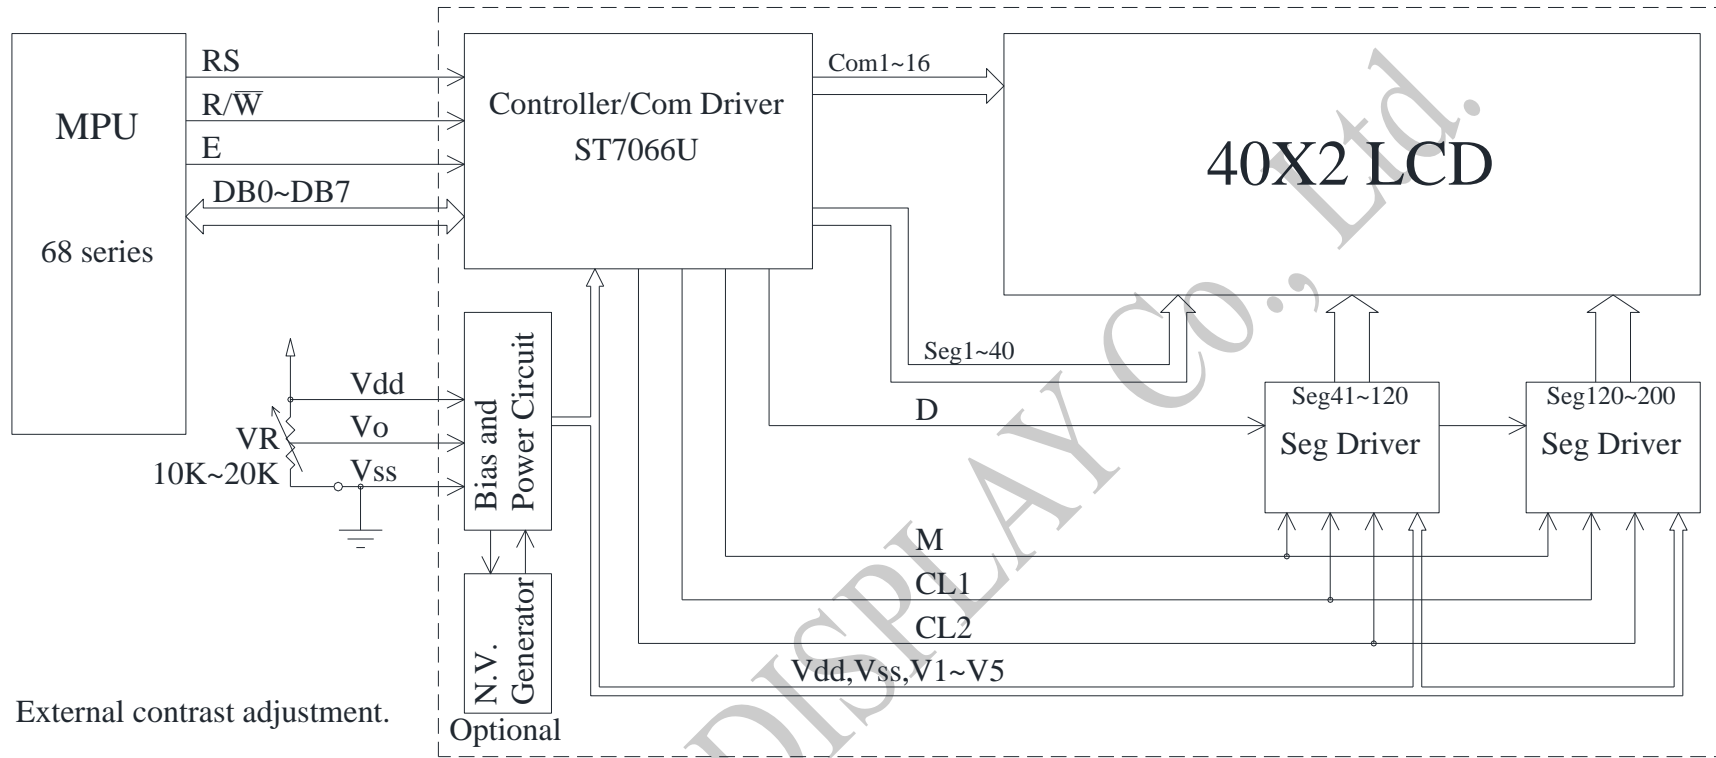 RS
R/W̅
E
DB0~DB7
MPU
68 series
Controller/Com Driver
ST7066U
Com1~16
40X2 LCD
Seg1~40
D
Seg41~120
Seg Driver
Seg120~200
Seg Driver
Vdd
Vo
Vss
VR
10K~20K
Bias and
Power Circuit
N.V.
Generator
Optional
M
CL1
CL2
Vdd,Vss,V1~V5
External contrast adjustment.
DISPLAY Co., Ltd.